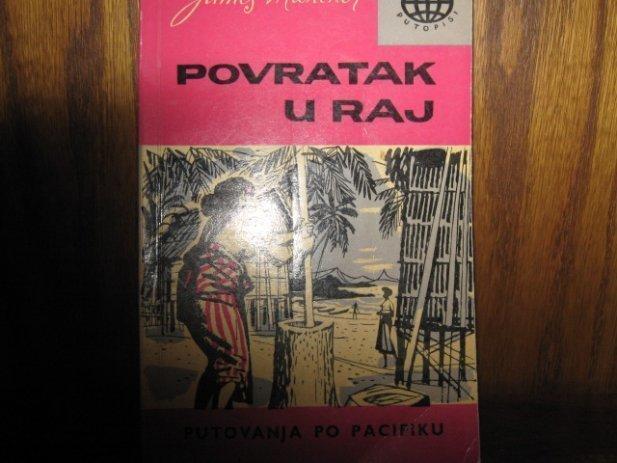 James Michener
PUTOPISI
POVRATAK
U RAJ
PUTOVANJA PO PACIFIKU